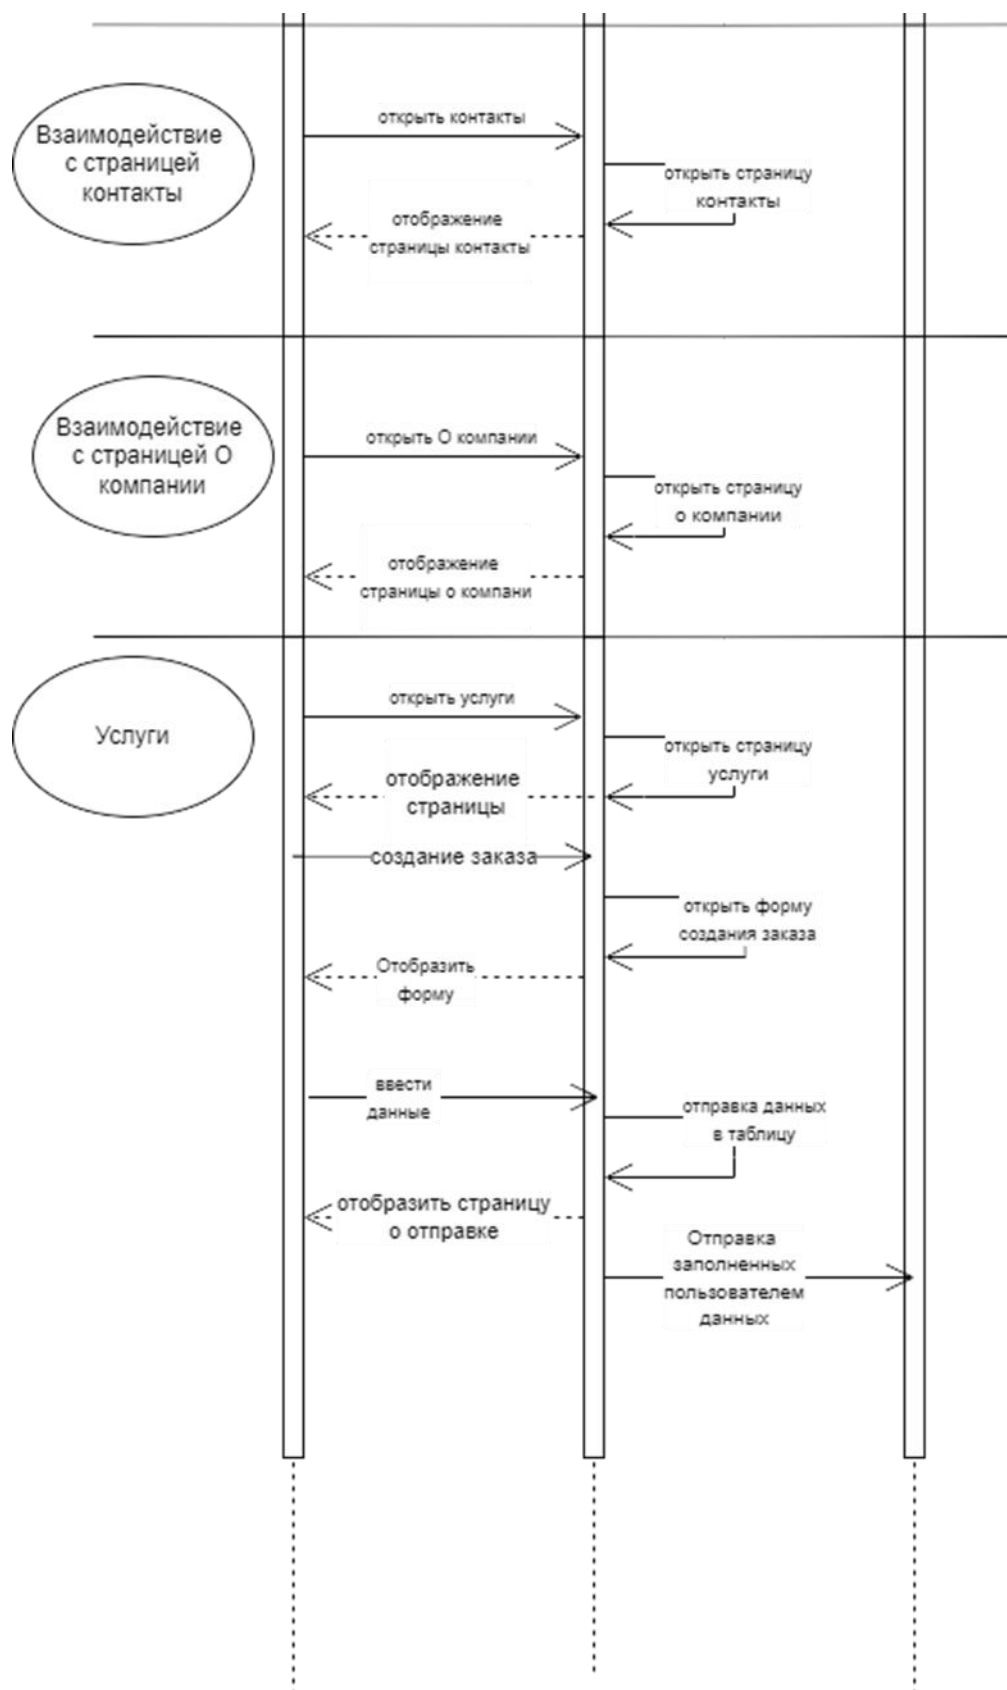 Взаимодействие
с страницей
контакты
открыть контакты
открыть страницу
контакты
отображение
страницы контакты
Взаимодействие
с страницей О
компании
открыть О компании
открыть страницу
о компании
отображение
страницы о компани
Услуги
открыть услуги
открыть страницу
услуги
отображение
страницы
создание заказа
открыть форму
создания заказа
Отобразить
форму
ввести
данные
отправка данных
в таблицу
отобразить страницу
о отправке
Отправка
заполненных
пользователем
данных